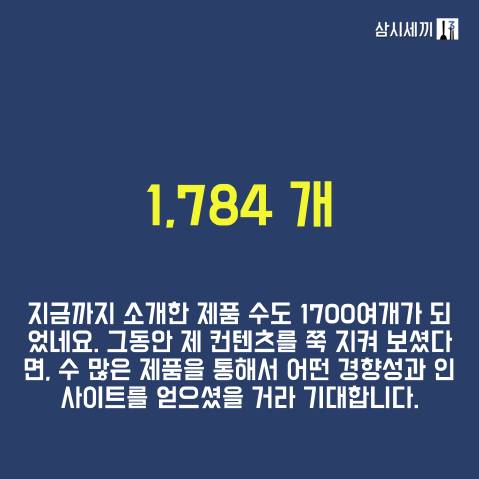 삼시세끼
1,784 개
지금까지 소개한 제품 수도 1700여개가 되
었네요. 그동안 제 컨텐츠를 쭉 지켜 보셨다
면, 수 많은 제품을 통해서 어떤 경향성과 인
사이트를 얻으셨을 거라 기대합니다.